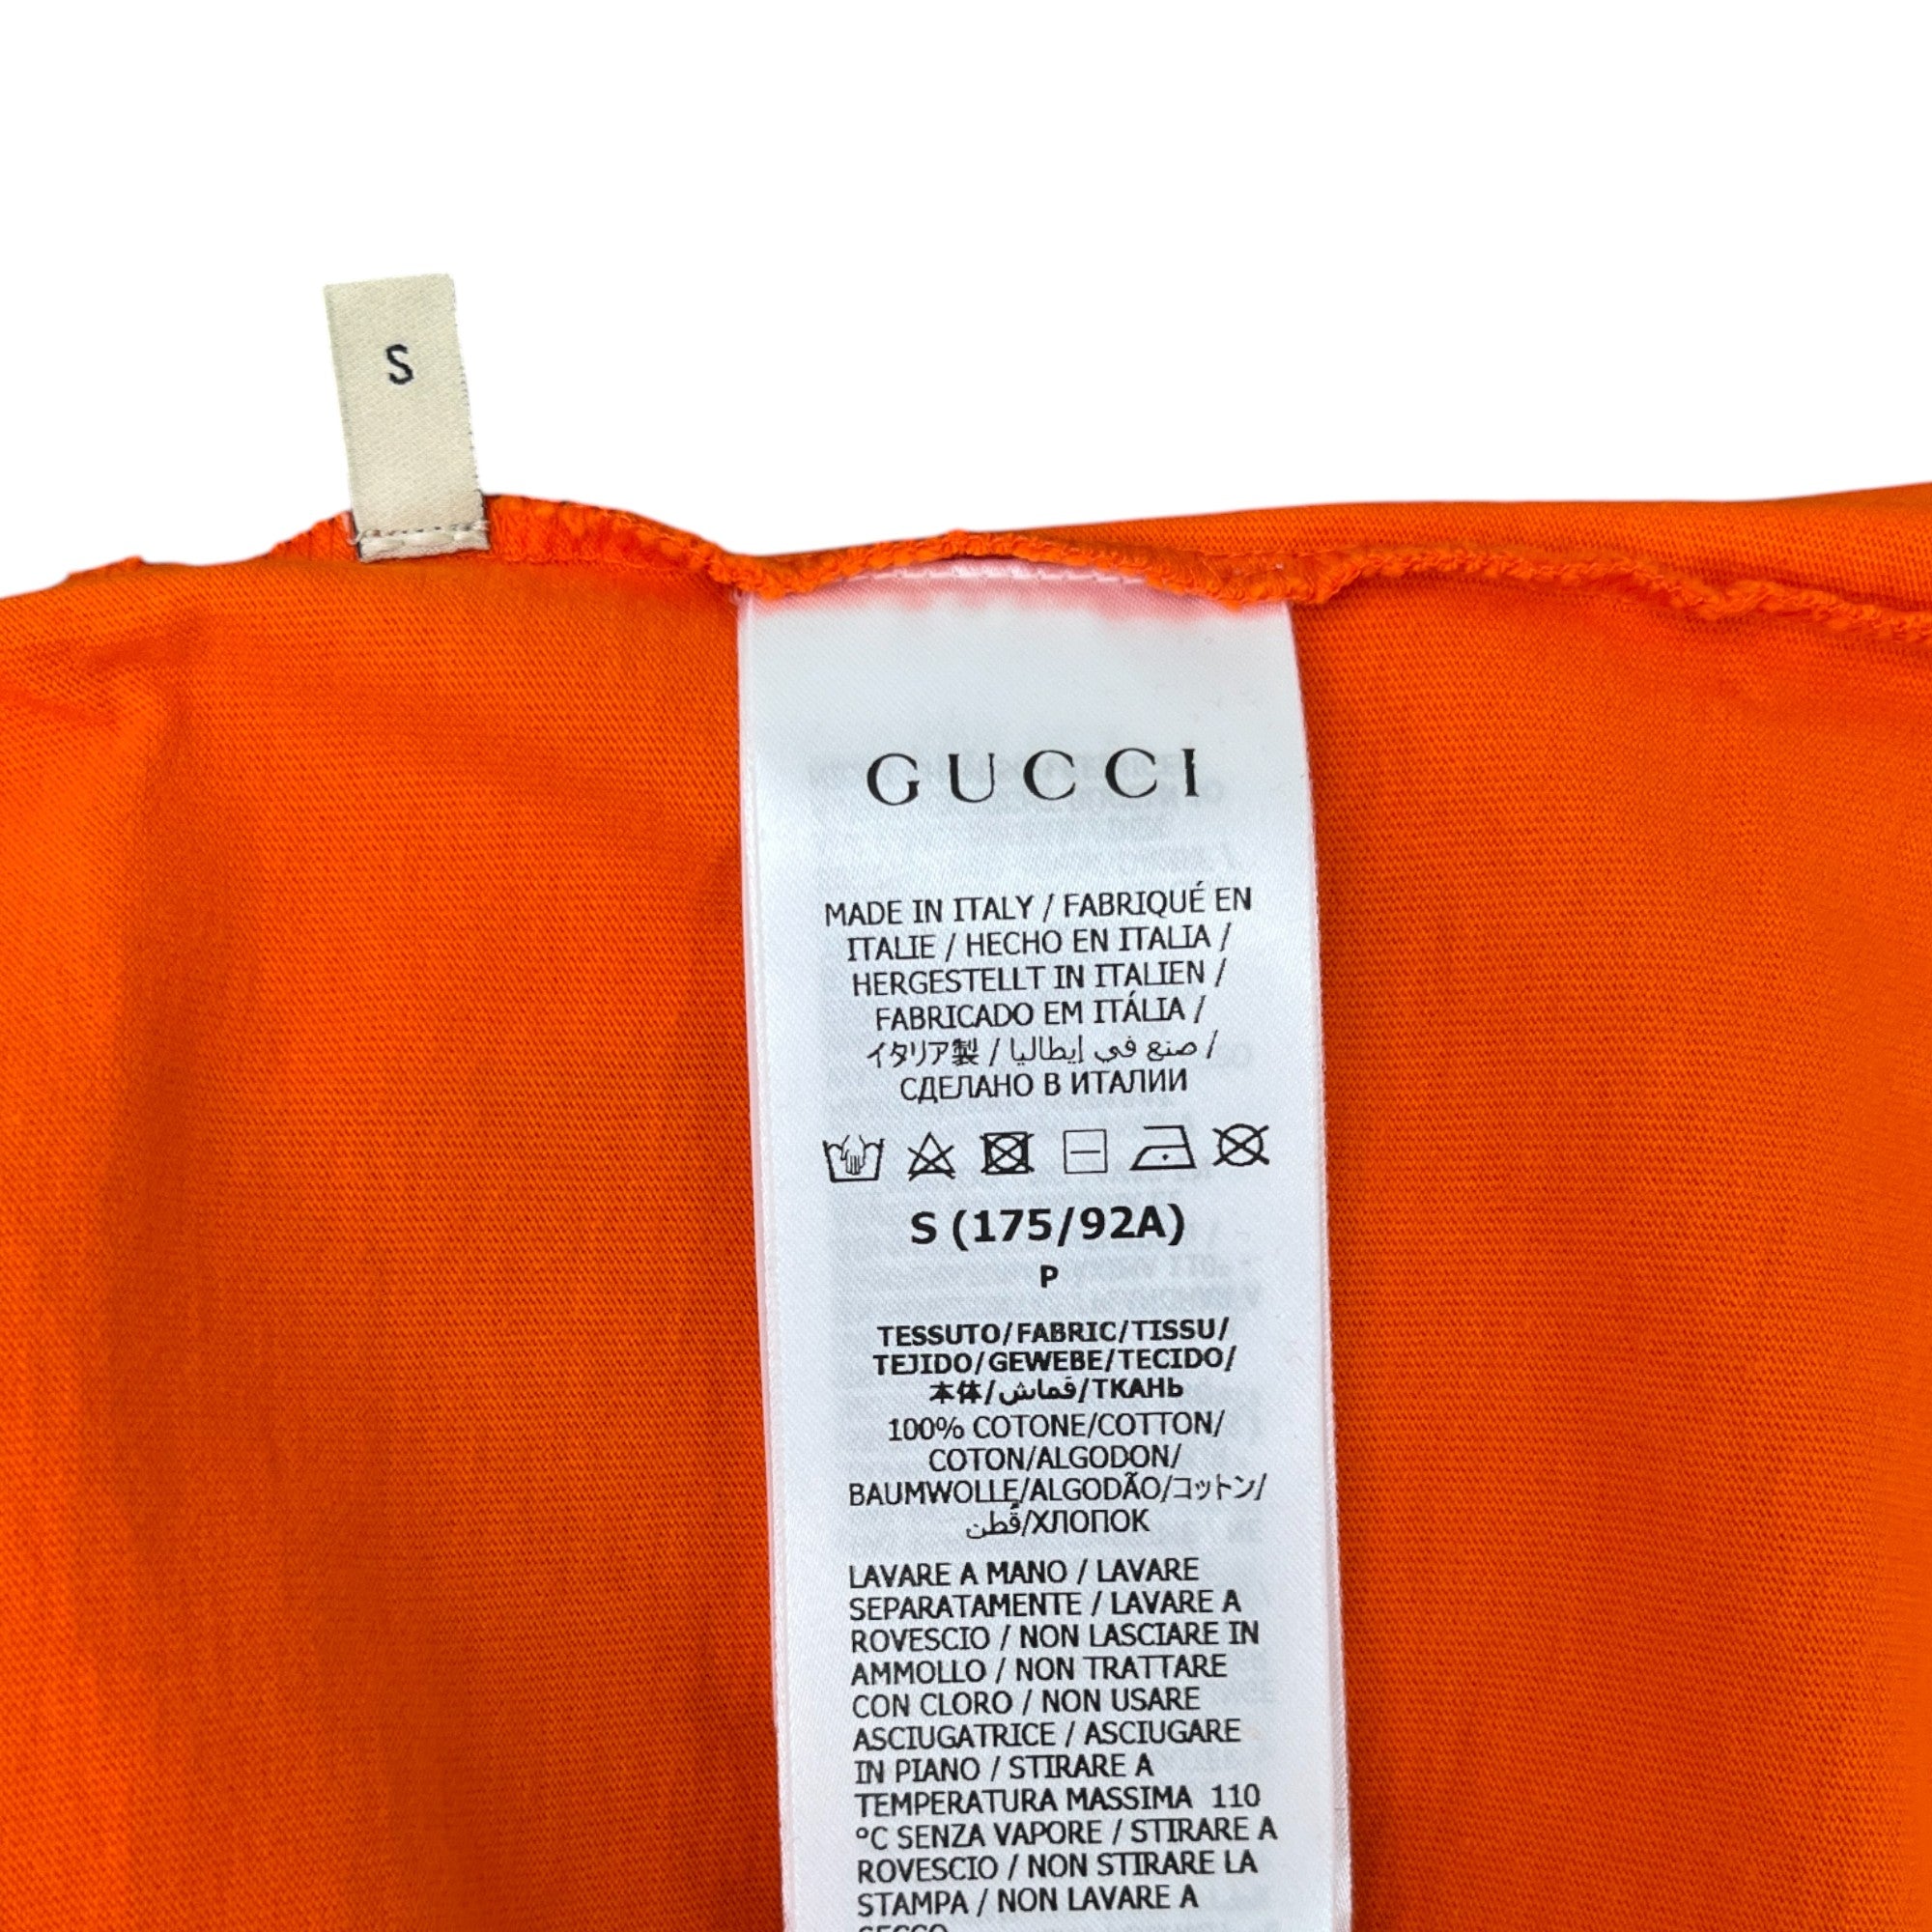 S
GUCCI
MADE IN ITALY / FABRIQUÉ EN
ITALIE / HECHO EN ITALIA /
HERGESTELLT IN ITALIEN /
FABRICADO EM ITÁLIA /
イタリア製 / صنع في إيطاليا /
СДЕЛАНО В ИТАЛИИ
S (175/92A)
P
TESSUTO/FABRIC/TISSU/
TEJIDO/GEWEBE/TECIDO/
本体/قماش/ТКАНЬ
100% COTONE/COTTON/
COTON/ALGODON/
BAUMWOLLE/ALGODÃO/コットン/
قُطن/ХЛОПОК
LAVARE A MANO / LAVARE
SEPARATAMENTE / LAVARE A
ROVESCIO / NON LASCIARE IN
AMMOLLO / NON TRATTARE
CON CLORO / NON USARE
ASCIUGATRICE / ASCIUGARE
IN PIANO / STIRARE A
TEMPERATURA MASSIMA 110
°C SENZA VAPORE / STIRARE A
ROVESCIO / NON STIRARE LA
STAMPA / NON LAVARE A
SECCO